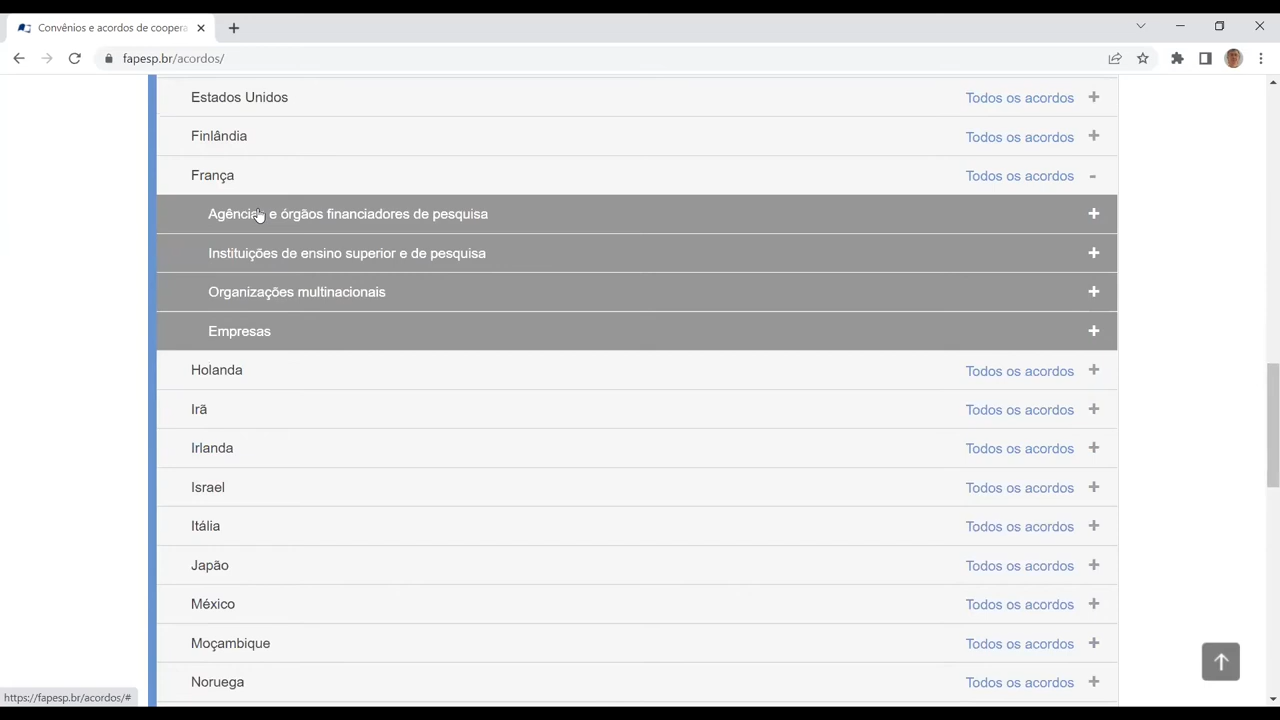 Convênios e acordos de coopera
fapesp.br/acordos/
Estados Unidos Todos os acordos +
Finlândia Todos os acordos +
França Todos os acordos -
Agências e órgãos financiadores de pesquisa +
Instituições de ensino superior e de pesquisa +
Organizações multinacionais +
Empresas +
Holanda Todos os acordos +
Irã Todos os acordos +
Irlanda Todos os acordos +
Israel Todos os acordos +
Itália Todos os acordos +
Japão Todos os acordos +
México Todos os acordos +
Moçambique Todos os acordos +
Noruega Todos os acordos +
https://fapesp.br/acordos/#